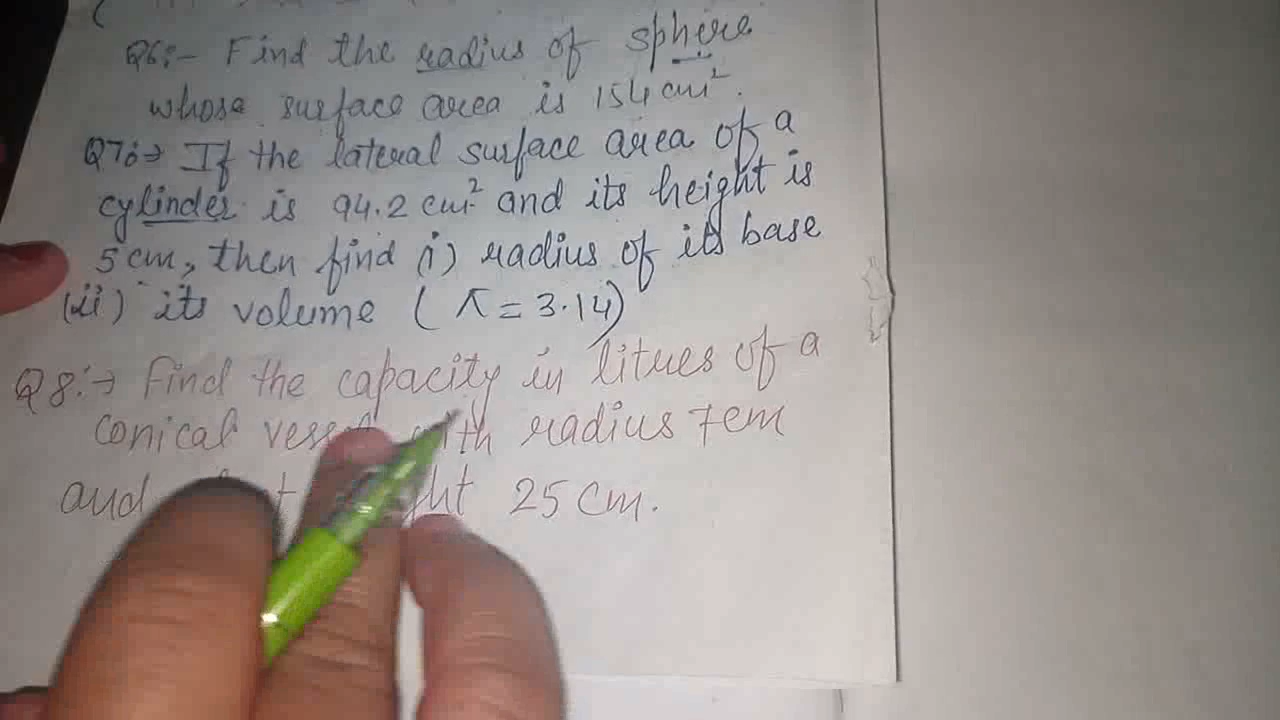 Q6:- Find the radius of sphere
whose surface area is 154 cm².
Q7:→ If the lateral surface area of a
cylinder is 94.2 cm² and its height is
5 cm, then find (i) radius of its base
(ii) its volume (π = 3.14)
Q8:→ Find the capacity in litres of a
conical with radius 7cm
and 25 cm.